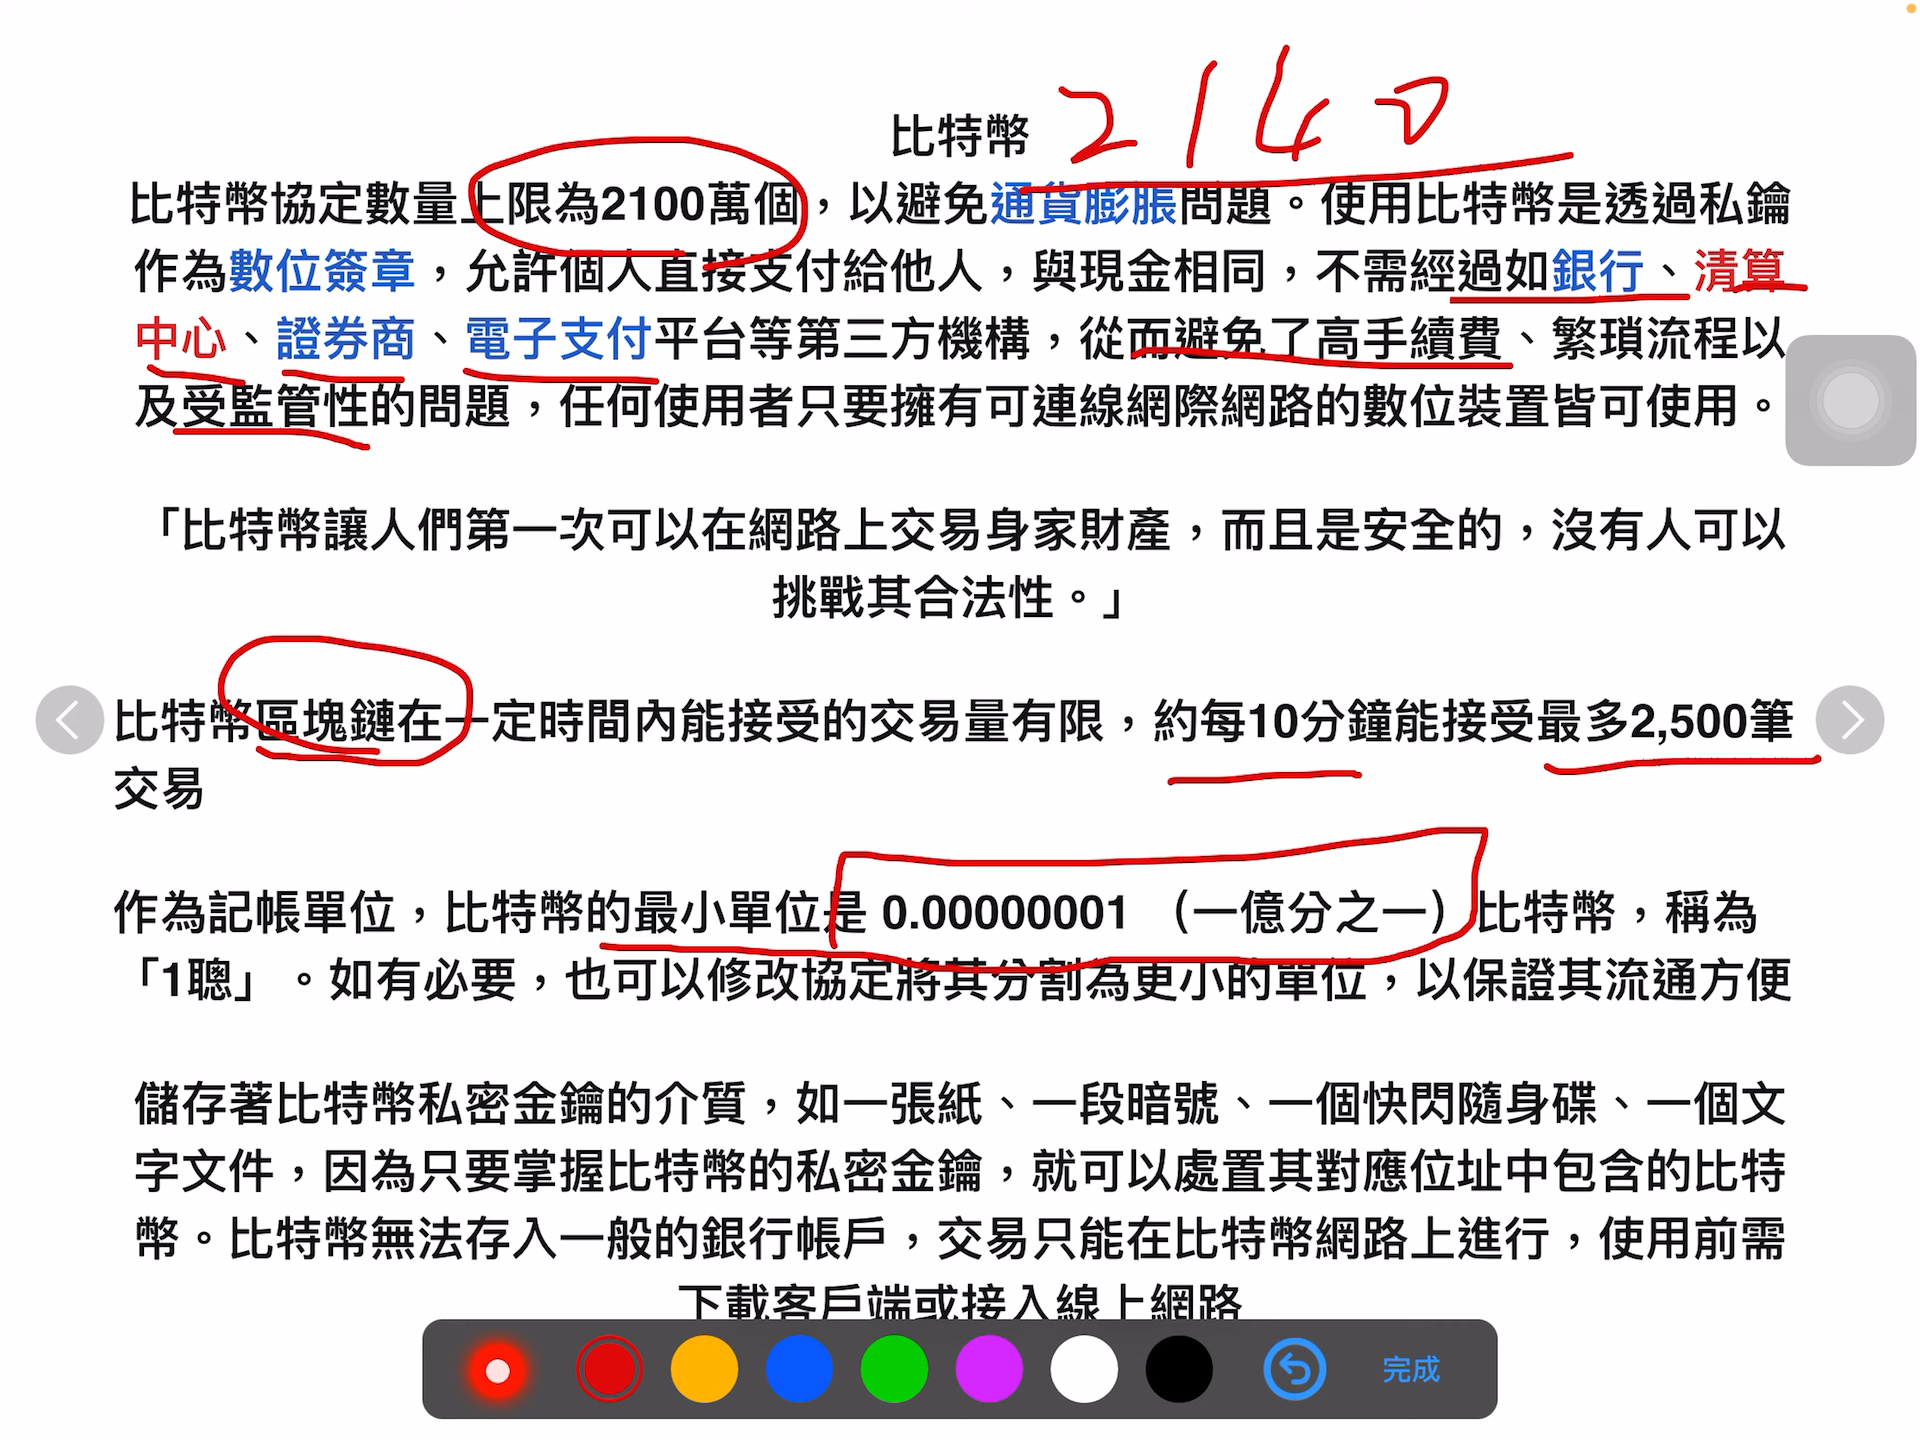 比特幣 2140
比特幣協定數量上限為2100萬個，以避免通貨膨脹問題。使用比特幣是透過私鑰
作為數位簽章，允許個人直接支付給他人，與現金相同，不需經過如銀行、清算
中心、證券商、電子支付平台等第三方機構，從而避免了高手續費、繁瑣流程以
及受監管性的問題，任何使用者只要擁有可連線網際網路的數位裝置皆可使用。
「比特幣讓人們第一次可以在網路上交易身家財產，而且是安全的，沒有人可以
挑戰其合法性。」
比特幣區塊鏈在一定時間內能接受的交易量有限，約每10分鐘能接受最多2,500筆
交易
作為記帳單位，比特幣的最小單位是 0.00000001 （一億分之一）比特幣，稱為
「1聰」。如有必要，也可以修改協定將其分割為更小的單位，以保證其流通方便
儲存著比特幣私密金鑰的介質，如一張紙、一段暗號、一個快閃隨身碟、一個文
字文件，因為只要掌握比特幣的私密金鑰，就可以處置其對應位址中包含的比特
幣。比特幣無法存入一般的銀行帳戶，交易只能在比特幣網路上進行，使用前需
下載客戶端或接入線上網路
完成